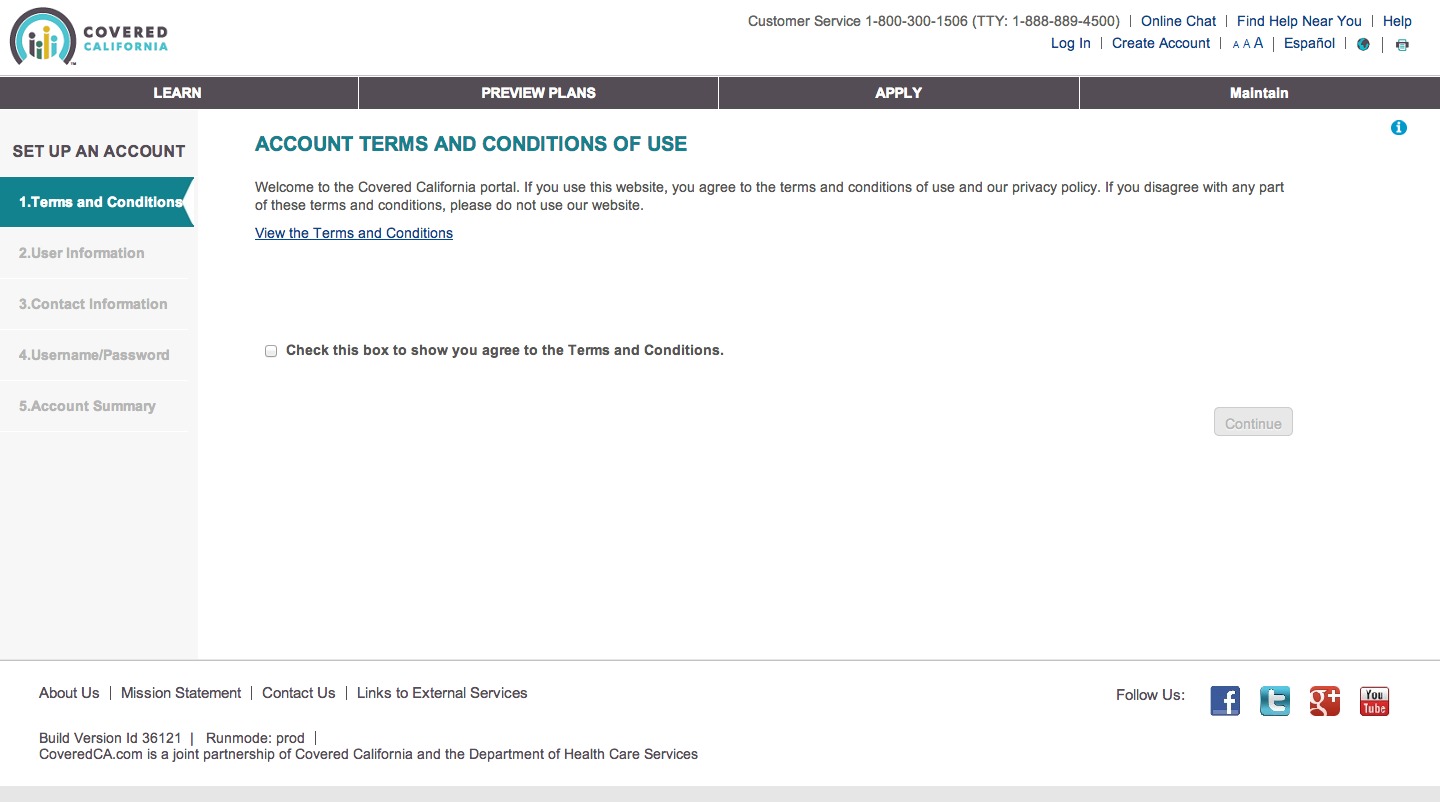 COVERED
CALIFORNIA
TM
Customer Service 1-800-300-1506 (TTY: 1-888-889-4500) | Online Chat | Find Help Near You | Help
Log In | Create Account | A A A | Español |
LEARN
PREVIEW PLANS
APPLY
Maintain
SET UP AN ACCOUNT
1.Terms and Conditions
2.User Information
3.Contact Information
4.Username/Password
5.Account Summary
i
ACCOUNT TERMS AND CONDITIONS OF USE
Welcome to the Covered California portal. If you use this website, you agree to the terms and conditions of use and our privacy policy. If you disagree with any part
of these terms and conditions, please do not use our website.
View the Terms and Conditions
Check this box to show you agree to the Terms and Conditions.
Continue
About Us | Mission Statement | Contact Us | Links to External Services
Follow Us:
f
t
g+
You
Tube
Build Version Id 36121 | Runmode: prod |
CoveredCA.com is a joint partnership of Covered California and the Department of Health Care Services